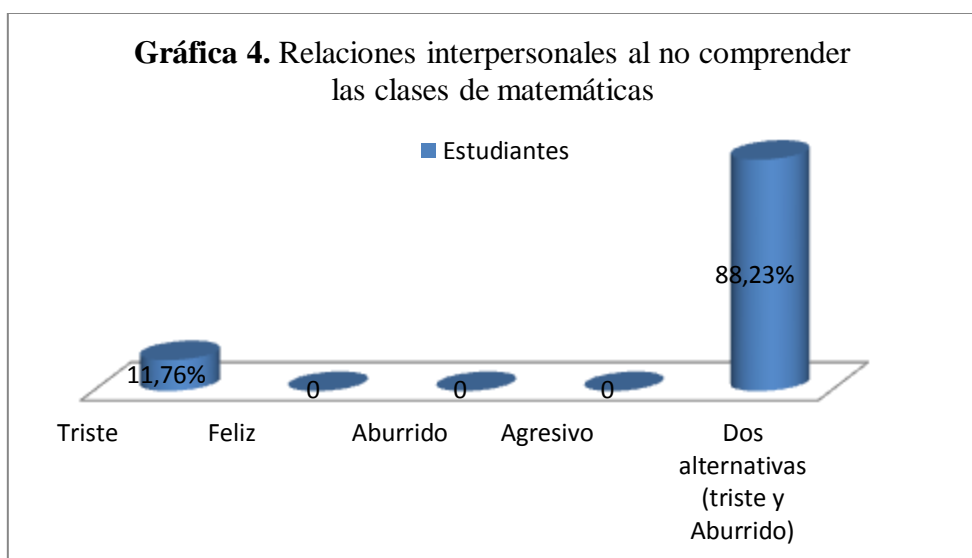 Gráfica 4. Relaciones interpersonales al no comprender
las clases de matemáticas
Estudiantes
88,23%
11,76%
0
0
0
Triste
Feliz
Aburrido
Agresivo
Dos
alternativas
(triste y
Aburrido)